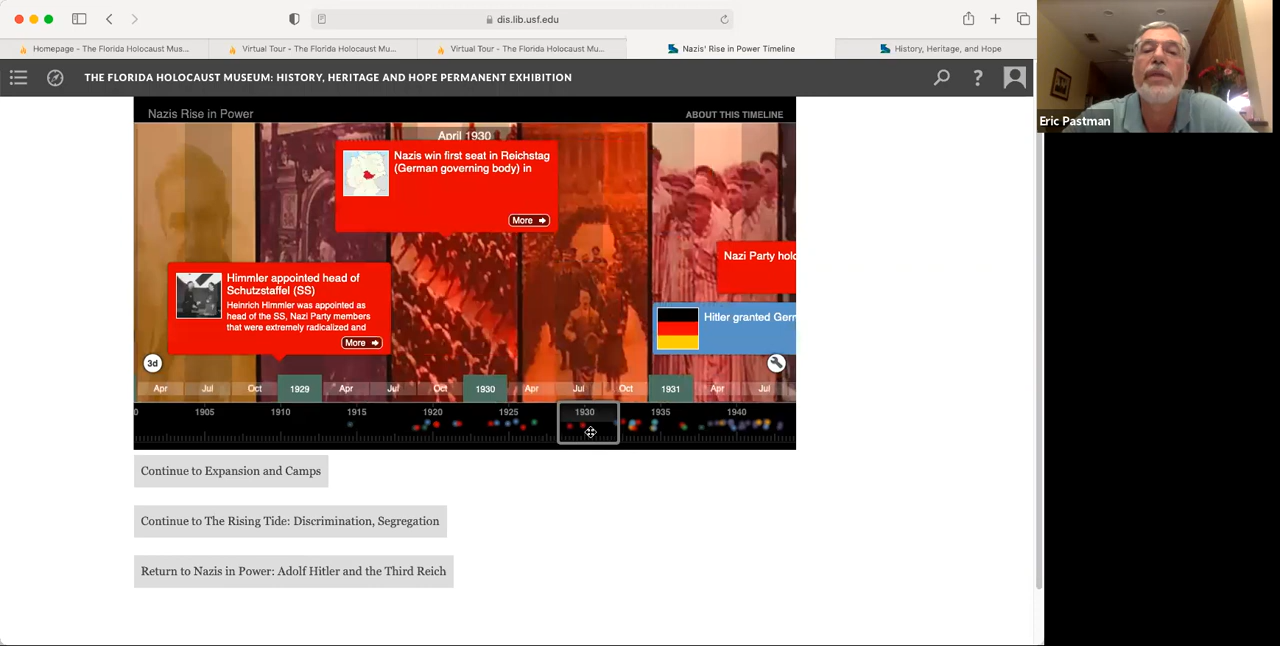 dis.lib.usf.edu
Homepage - The Florida Holocaust Mus...
Virtual Tour - The Florida Holocaust Mu...
Virtual Tour - The Florida Holocaust Mu...
Nazis' Rise in Power Timeline
History, Heritage, and Hope
THE FLORIDA HOLOCAUST MUSEUM: HISTORY, HERITAGE AND HOPE PERMANENT EXHIBITION
?
Eric Pastman
Nazis Rise in Power
ABOUT THIS TIMELINE
April 1930
Nazis win first seat in Reichstag
(German governing body) in
More
Nazi Party hol
Himmler appointed head of
Schutzstaffel (SS)
Heinrich Himmler was appointed as
head of the SS, Nazi Party members
that were extremely radicalized and
More
Hitler granted Gern
3d
Apr Jul Oct 1929 Apr Jul Oct 1930 Apr Jul Oct 1931 Apr Jul
0 1905 1910 1915 1920 1925 1930 1935 1940
Continue to Expansion and Camps
Continue to The Rising Tide: Discrimination, Segregation
Return to Nazis in Power: Adolf Hitler and the Third Reich